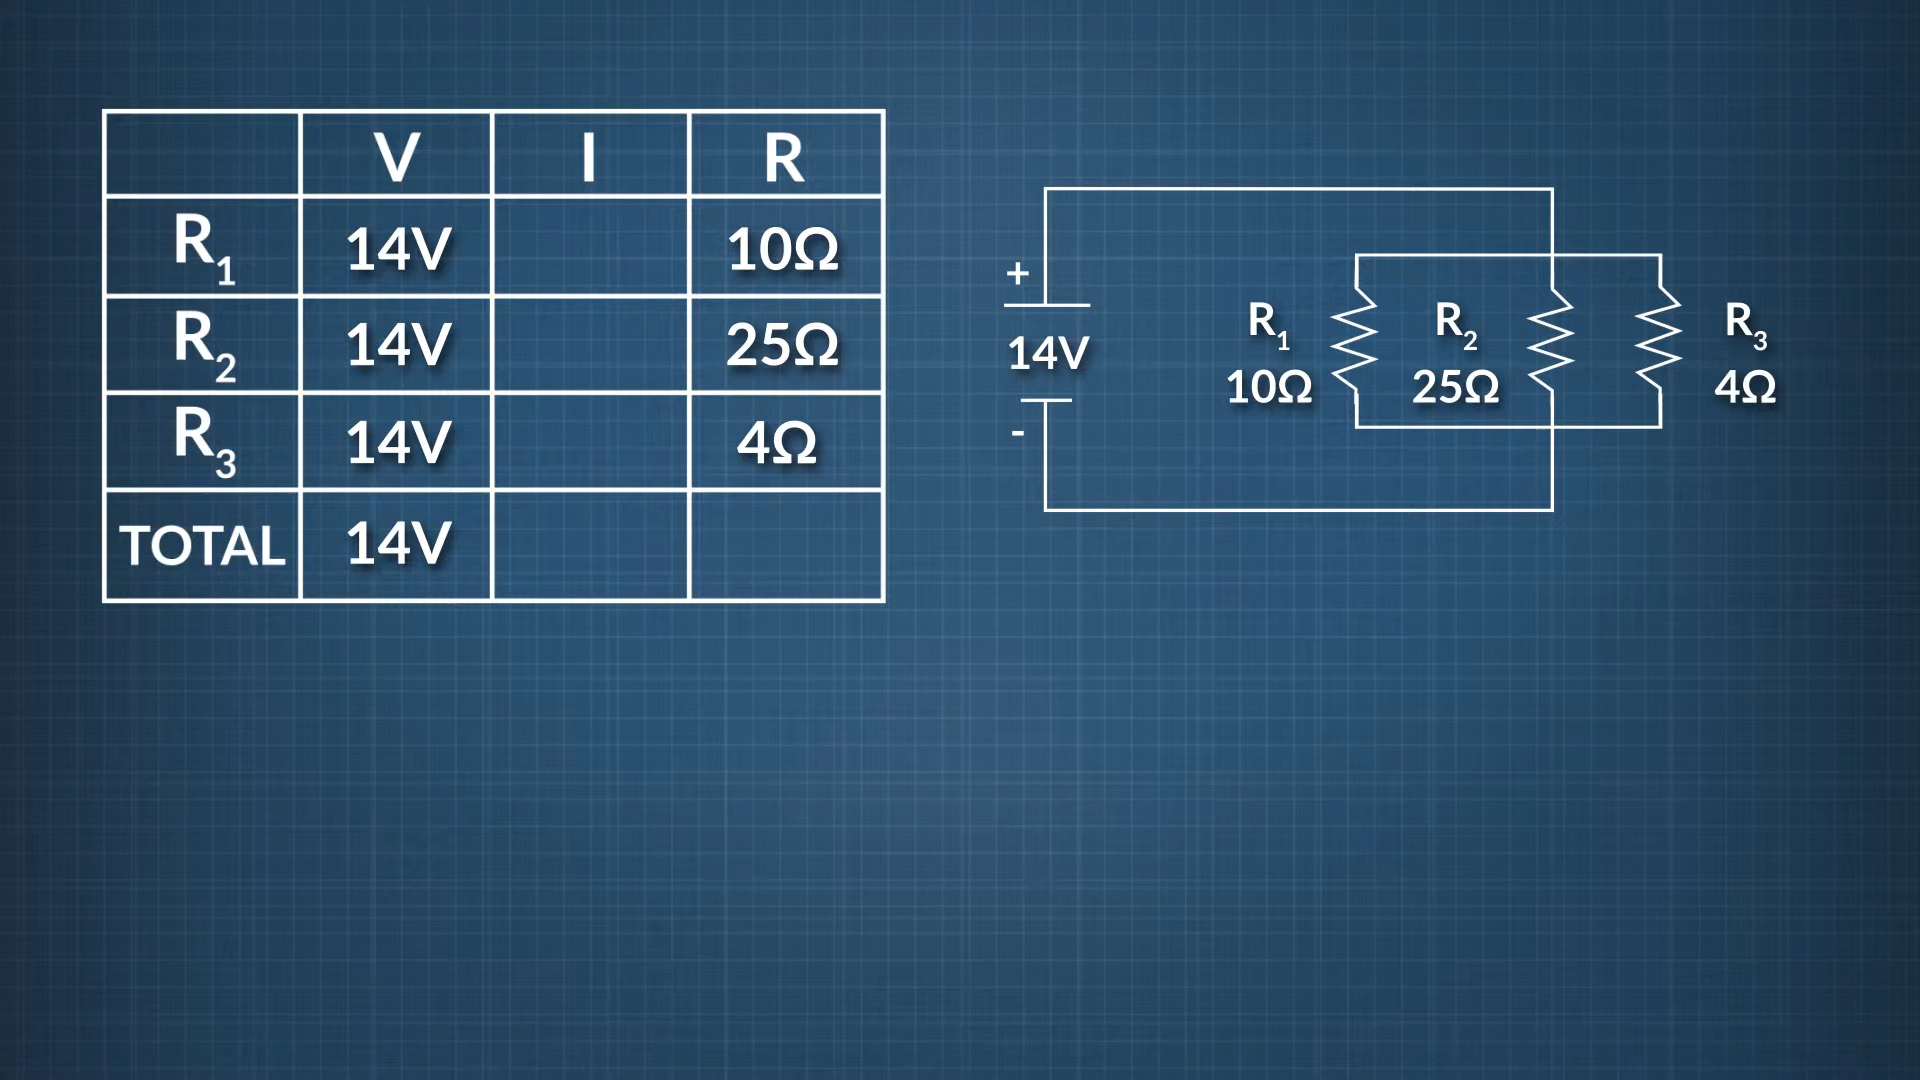 V I R
R₁ 14V 10Ω
R₂ 14V 25Ω
R₃ 14V 4Ω
TOTAL 14V
+
14V
-
R₁
10Ω
R₂
25Ω
R₃
4Ω